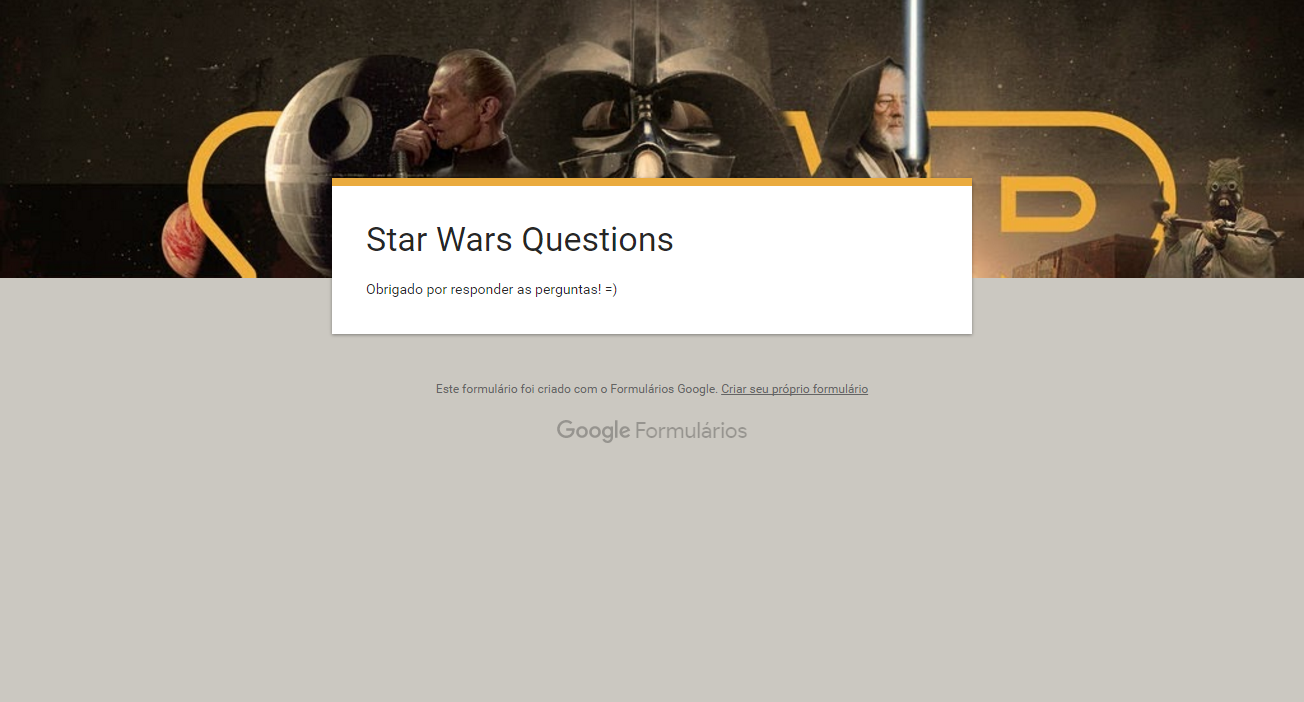 Star Wars Questions
Obrigado por responder as perguntas! =)
Este formulário foi criado com o Formulários Google. Criar seu próprio formulário
Google Formulários